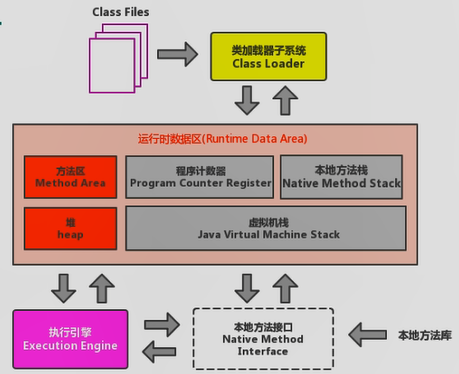 Class Files
类加载器子系统
Class Loader
运行时数据区(Runtime Data Area)
方法区
Method Area
程序计数器
Program Counter Register
本地方法栈
Native Method Stack
堆
heap
虚拟机栈
Java Virtual Machine Stack
执行引擎
Execution Engine
本地方法接口
Native Method
Interface
本地方法库